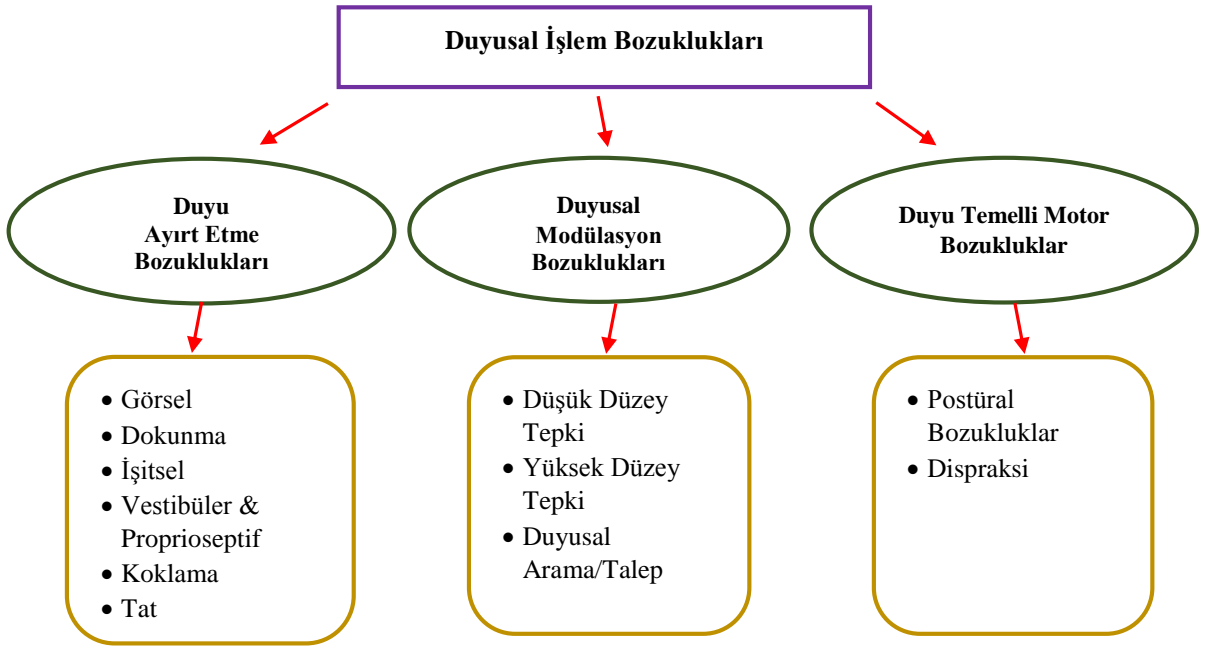 Duyusal İşlem Bozuklukları
Duyu
Ayırt Etme
Bozuklukları
Duyusal
Modülasyon
Bozuklukları
Duyu Temelli Motor
Bozukluklar
• Görsel
• Dokunma
• İşitsel
• Vestibüler &
Proprioseptif
• Koklama
• Tat
• Düşük Düzey
Tepki
• Yüksek Düzey
Tepki
• Duyusal
Arama/Talep
• Postüral
Bozukluklar
• Dispraksi